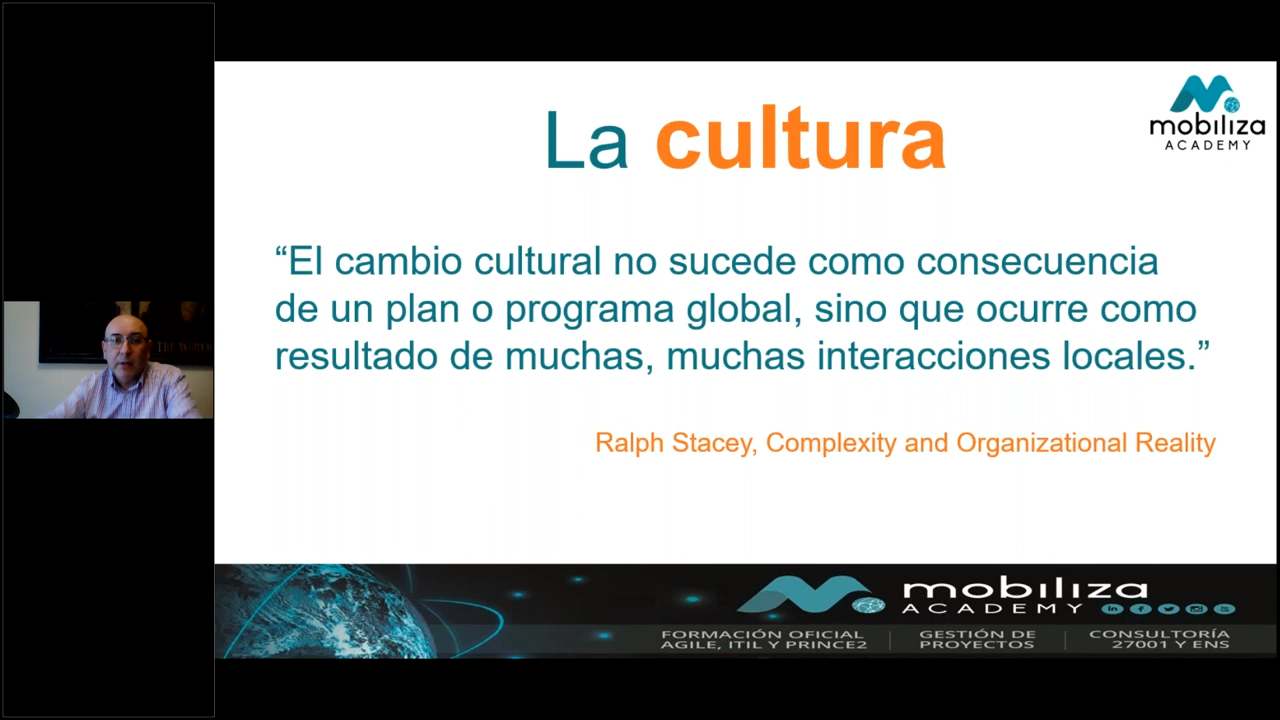 La cultura
mobiliza
ACADEMY
“El cambio cultural no sucede como consecuencia
de un plan o programa global, sino que ocurre como
resultado de muchas, muchas interacciones locales.”
Ralph Stacey, Complexity and Organizational Reality
mobiliza
ACADEMY
FORMACIÓN OFICIAL
AGILE, ITIL Y PRINCE2
GESTIÓN DE
PROYECTOS
CONSULTORÍA
27001 Y ENS